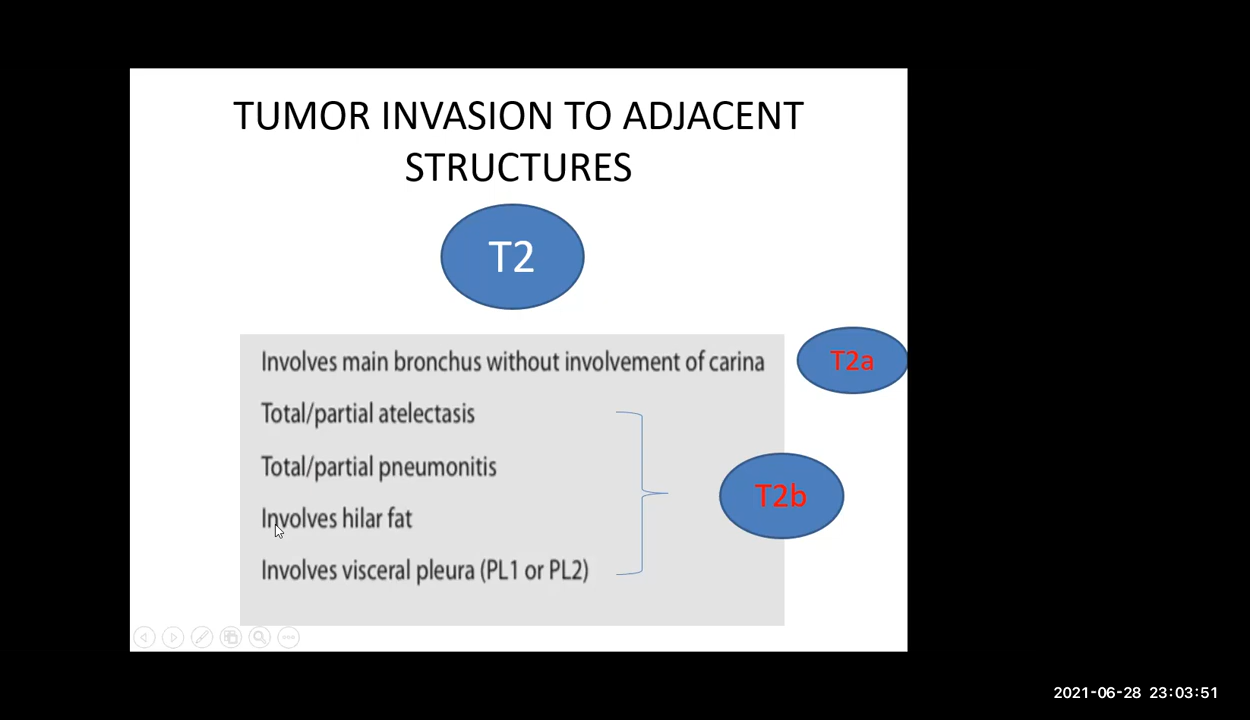 TUMOR INVASION TO ADJACENT
STRUCTURES
T2
Involves main bronchus without involvement of carina
T2a
Total/partial atelectasis
Total/partial pneumonitis
T2b
Involves hilar fat
Involves visceral pleura (PL1 or PL2)
2021-06-28 23:03:51